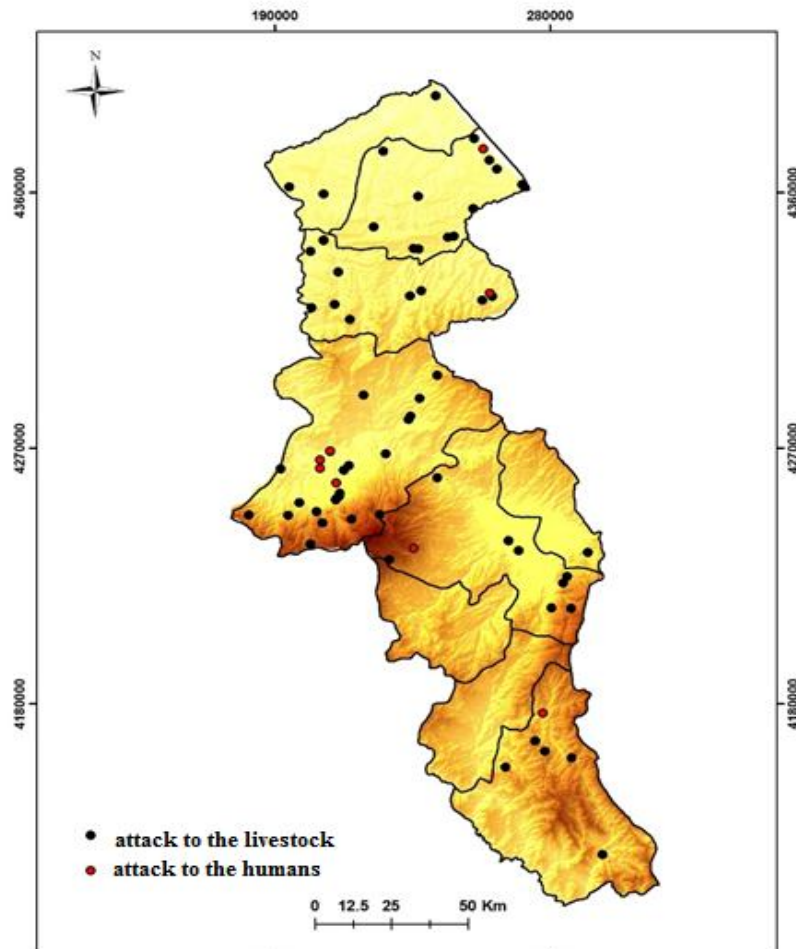 190000 280000
N
4360000 4360000
4270000 4270000
4180000 4180000
attack to the livestock
attack to the humans
0 12.5 25 50 Km